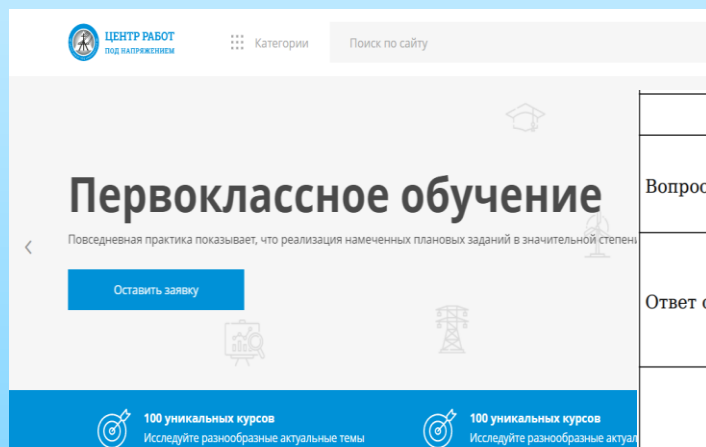 ЦЕНТР РАБОТ
ПОД НАПРЯЖЕНИЕМ
Категории
Поиск по сайту
Первоклассное обучение
Повседневная практика показывает, что реализация намеченных плановых заданий в значительной степени
Оставить заявку
100 уникальных курсов
Исследуйте разнообразные актуальные темы
100 уникальных курсов
Исследуйте разнообразные актуал
Вопрос
Ответ